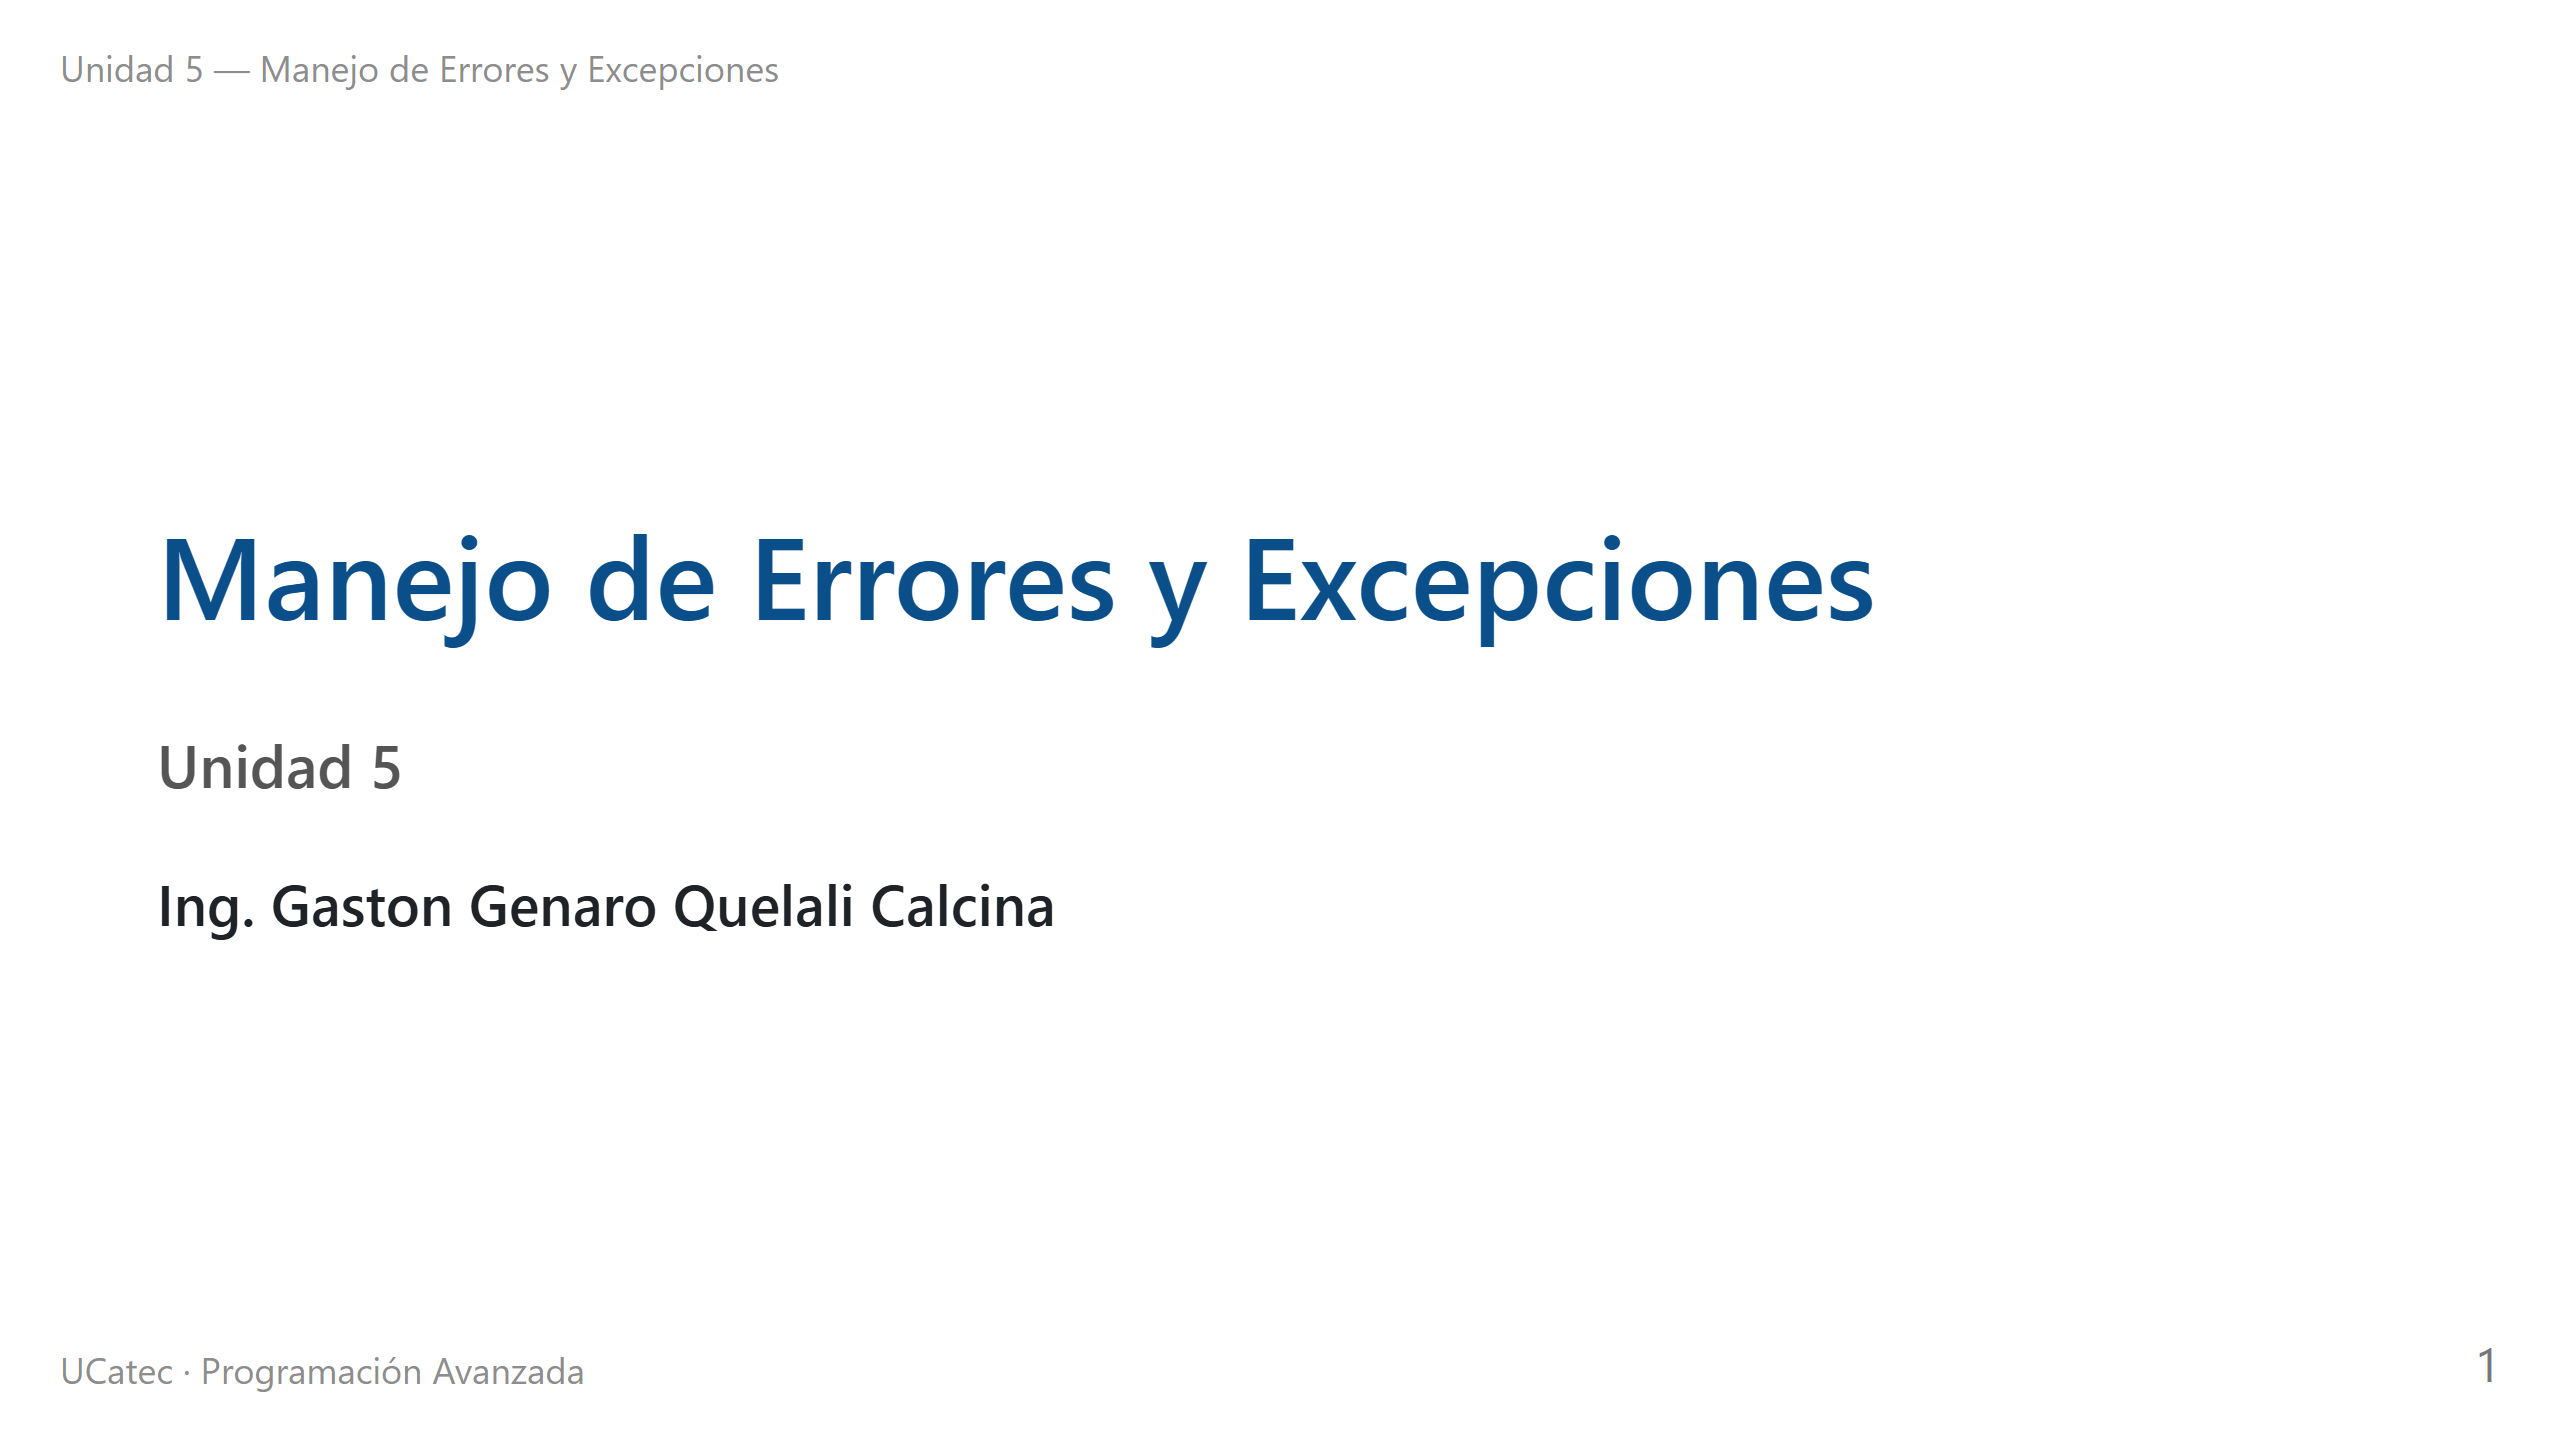 Unidad 5 — Manejo de Errores y Excepciones
Manejo de Errores y Excepciones
Unidad 5
Ing. Gaston Genaro Quelali Calcina
UCatec · Programación Avanzada
1